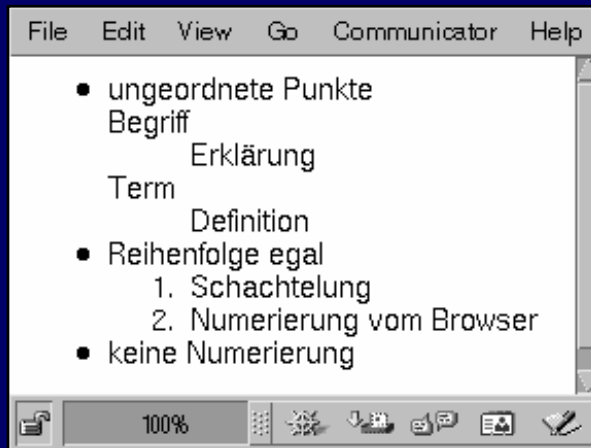 File Edit View Go Communicator Help
• ungeordnete Punkte
Begriff
Erklärung
Term
Definition
• Reihenfolge egal
1. Schachtelung
2. Numerierung vom Browser
• keine Numerierung
100%